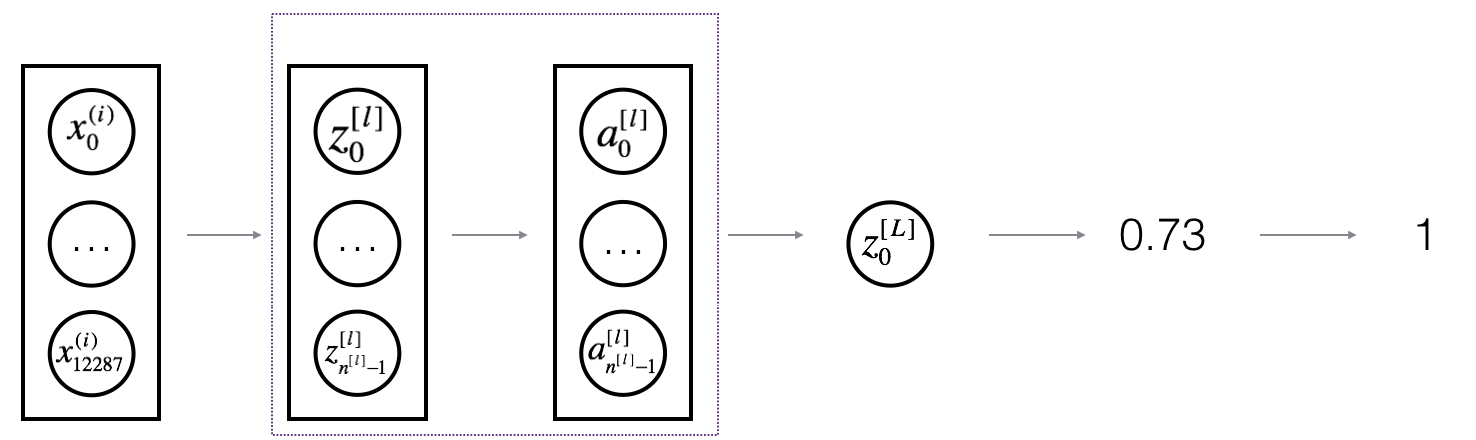 x_0^{(i)} z_0^{[l]} a_0^{[l]}
... ... ... z_0^{[L]} 0.73 1
x_{12287}^{(i)} z_{n^{[l]}-1}^{[l]} a_{n^{[l]}-1}^{[l]}